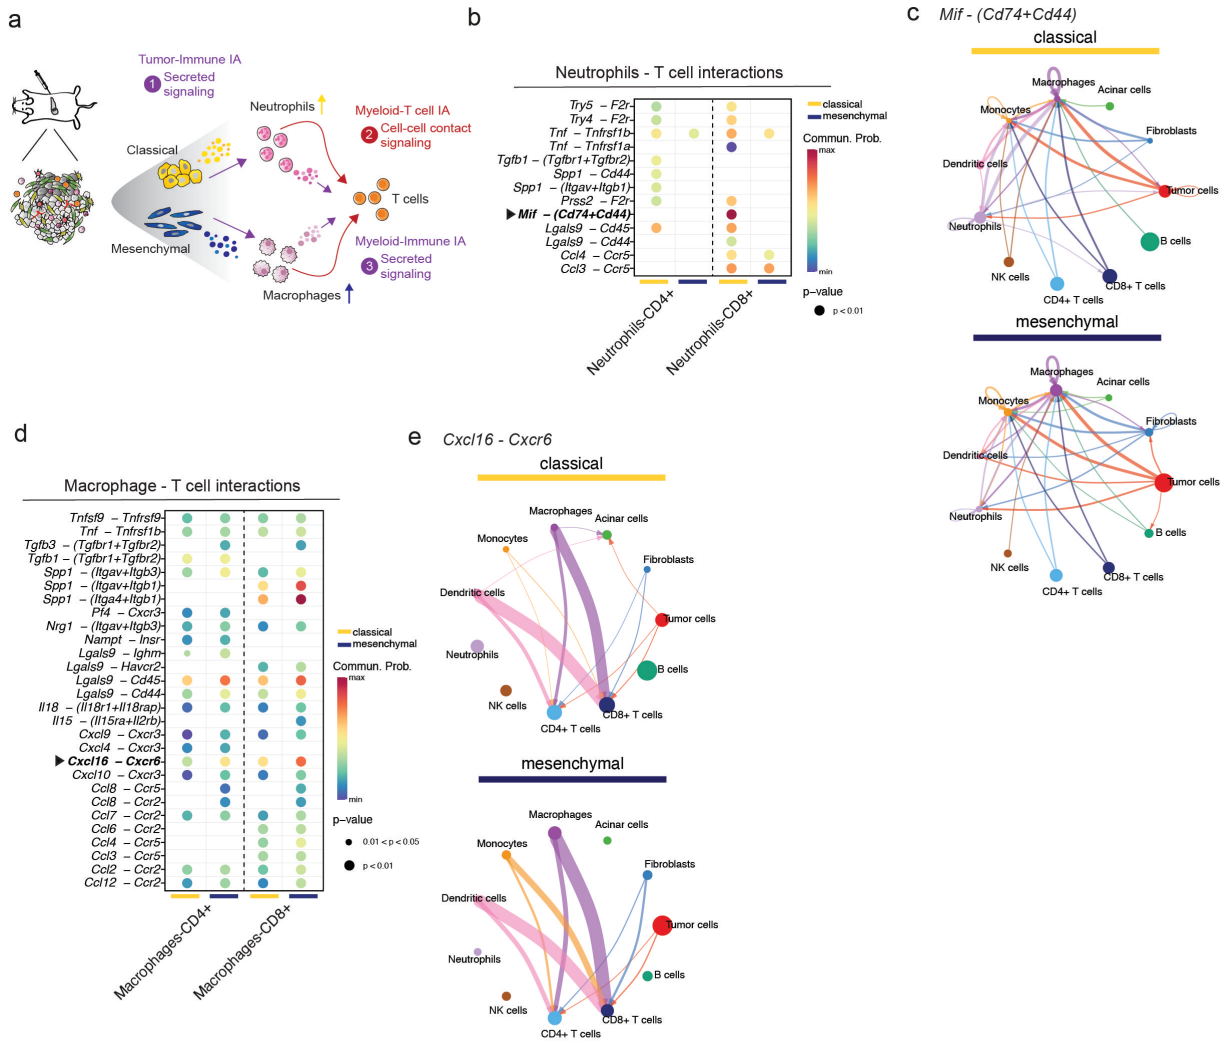 a
Tumor-Immune IA
1 Secreted
signaling
Neutrophils
Myeloid-T cell IA
2 Cell-cell contact
signaling
Classical
T cells
Mesenchymal
Myeloid-Immune IA
3 Secreted
signaling
Macrophages
b
Neutrophils - T cell interactions
Try5 – F2r
Try4 – F2r
Tnf – Tnfrsf1b
Tnf – Tnfrsf1a
Tgfb1 – (Tgfbr1+Tgfbr2)
Spp1 – Cd44
Spp1 – (Itgav+Itgb1)
Prss2 – F2r
Mif – (Cd74+Cd44)
Lgals9 – Cd45
Lgals9 – Cd44
Ccl4 – Ccr5
Ccl3 – Ccr5
Neutrophils-CD4+
Neutrophils-CD8+
classical
mesenchymal
Commun. Prob.
max
min
p-value
p < 0.01
c
Mif - (Cd74+Cd44)
classical
Macrophages
Acinar cells
Monocytes
Fibroblasts
Dendritic cells
Tumor cells
Neutrophils
B cells
NK cells
CD4+ T cells
CD8+ T cells
mesenchymal
Macrophages
Acinar cells
Monocytes
Fibroblasts
Dendritic cells
Tumor cells
Neutrophils
B cells
NK cells
CD4+ T cells
CD8+ T cells
d
Macrophage - T cell interactions
Tnfsf9 – Tnfrsf9
Tnf – Tnfrsf1b
Tgfb3 – (Tgfbr1+Tgfbr2)
Tgfb1 – (Tgfbr1+Tgfbr2)
Spp1 – (Itgav+Itgb3)
Spp1 – (Itgav+Itgb1)
Spp1 – (Itga4+Itgb1)
Pf4 – Cxcr3
Nrg1 – (Itgav+Itgb3)
Nampt – Insr
Lgals9 – Ighm
Lgals9 – Havcr2
Lgals9 – Cd45
Lgals9 – Cd44
Il18 – (Il18r1+Il18rap)
Il15 – (Il15ra+Il2rb)
Cxcl9 – Cxcr3
Cxcl4 – Cxcr3
Cxcl16 – Cxcr6
Cxcl10 – Cxcr3
Ccl8 – Ccr5
Ccl8 – Ccr2
Ccl7 – Ccr2
Ccl6 – Ccr2
Ccl4 – Ccr5
Ccl3 – Ccr5
Ccl2 – Ccr2
Ccl12 – Ccr2
Macrophages-CD4+
Macrophages-CD8+
classical
mesenchymal
Commun. Prob.
max
min
p-value
0.01 < p < 0.05
p < 0.01
e
Cxcl16 - Cxcr6
classical
Macrophages
Acinar cells
Monocytes
Fibroblasts
Dendritic cells
Tumor cells
Neutrophils
B cells
NK cells
CD8+ T cells
CD4+ T cells
mesenchymal
Macrophages
Acinar cells
Monocytes
Fibroblasts
Dendritic cells
Tumor cells
Neutrophils
B cells
NK cells
CD8+ T cells
CD4+ T cells